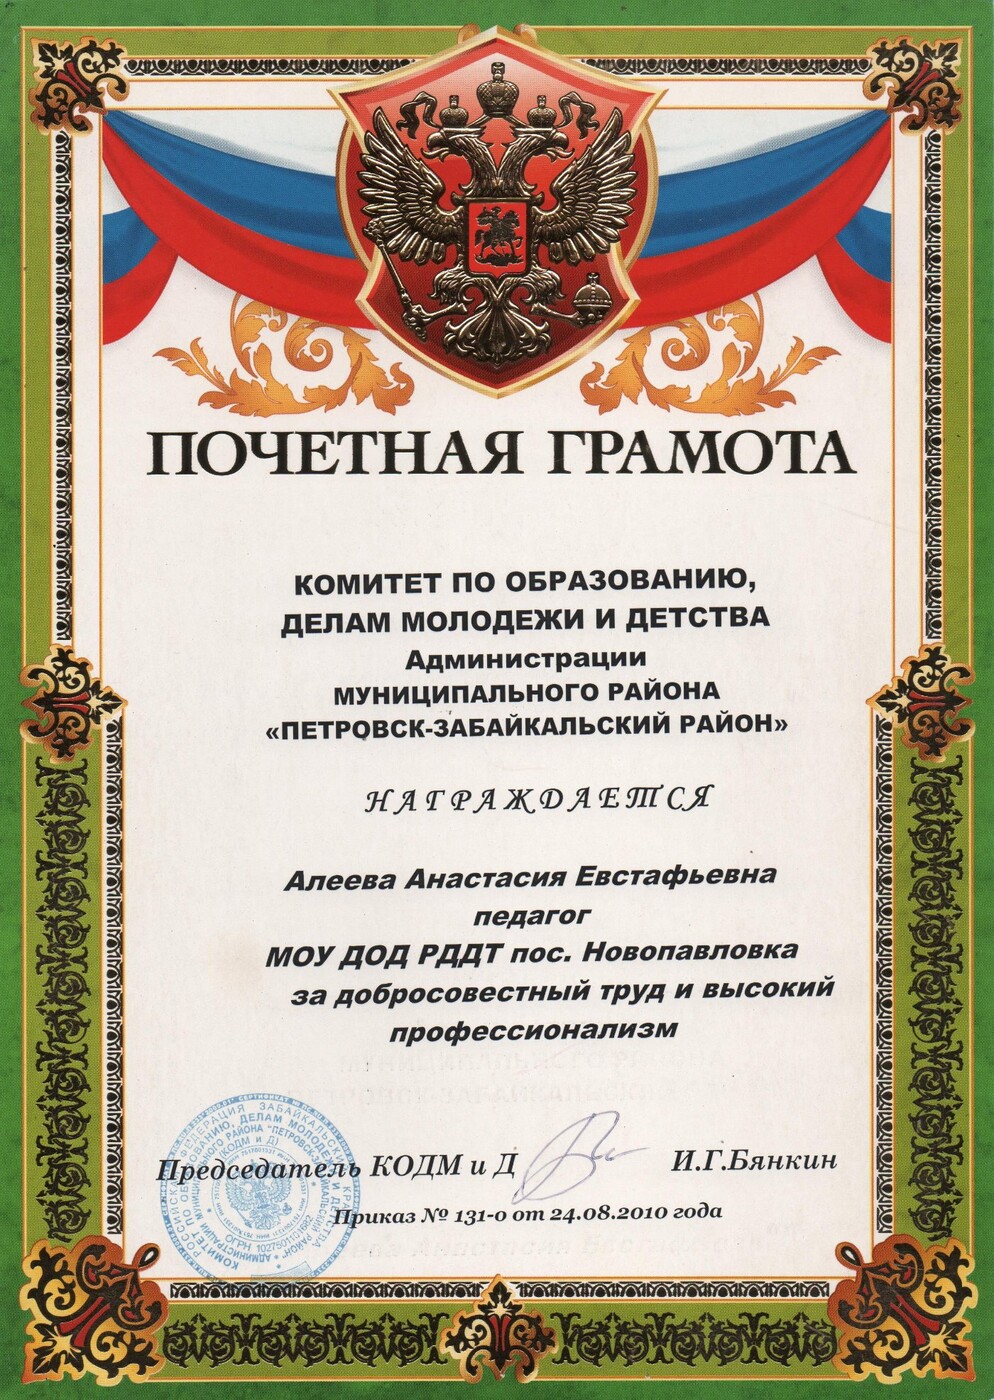 ПОЧЕТНАЯ ГРАМОТА
КОМИТЕТ ПО ОБРАЗОВАНИЮ,
ДЕЛАМ МОЛОДЕЖИ И ДЕТСТВА
Администрации
МУНИЦИПАЛЬНОГО РАЙОНА
«ПЕТРОВСК-ЗАБАЙКАЛЬСКИЙ РАЙОН»
НАГРАЖДАЕТСЯ
Алеева Анастасия Евстафьевна
педагог
МОУ ДОД РДДТ пос. Новопавловка
за добросовестный труд и высокий
профессионализм
Председатель КОДМ и Д И.Г.Бянкин
Приказ № 131-о от 24.08.2010 года